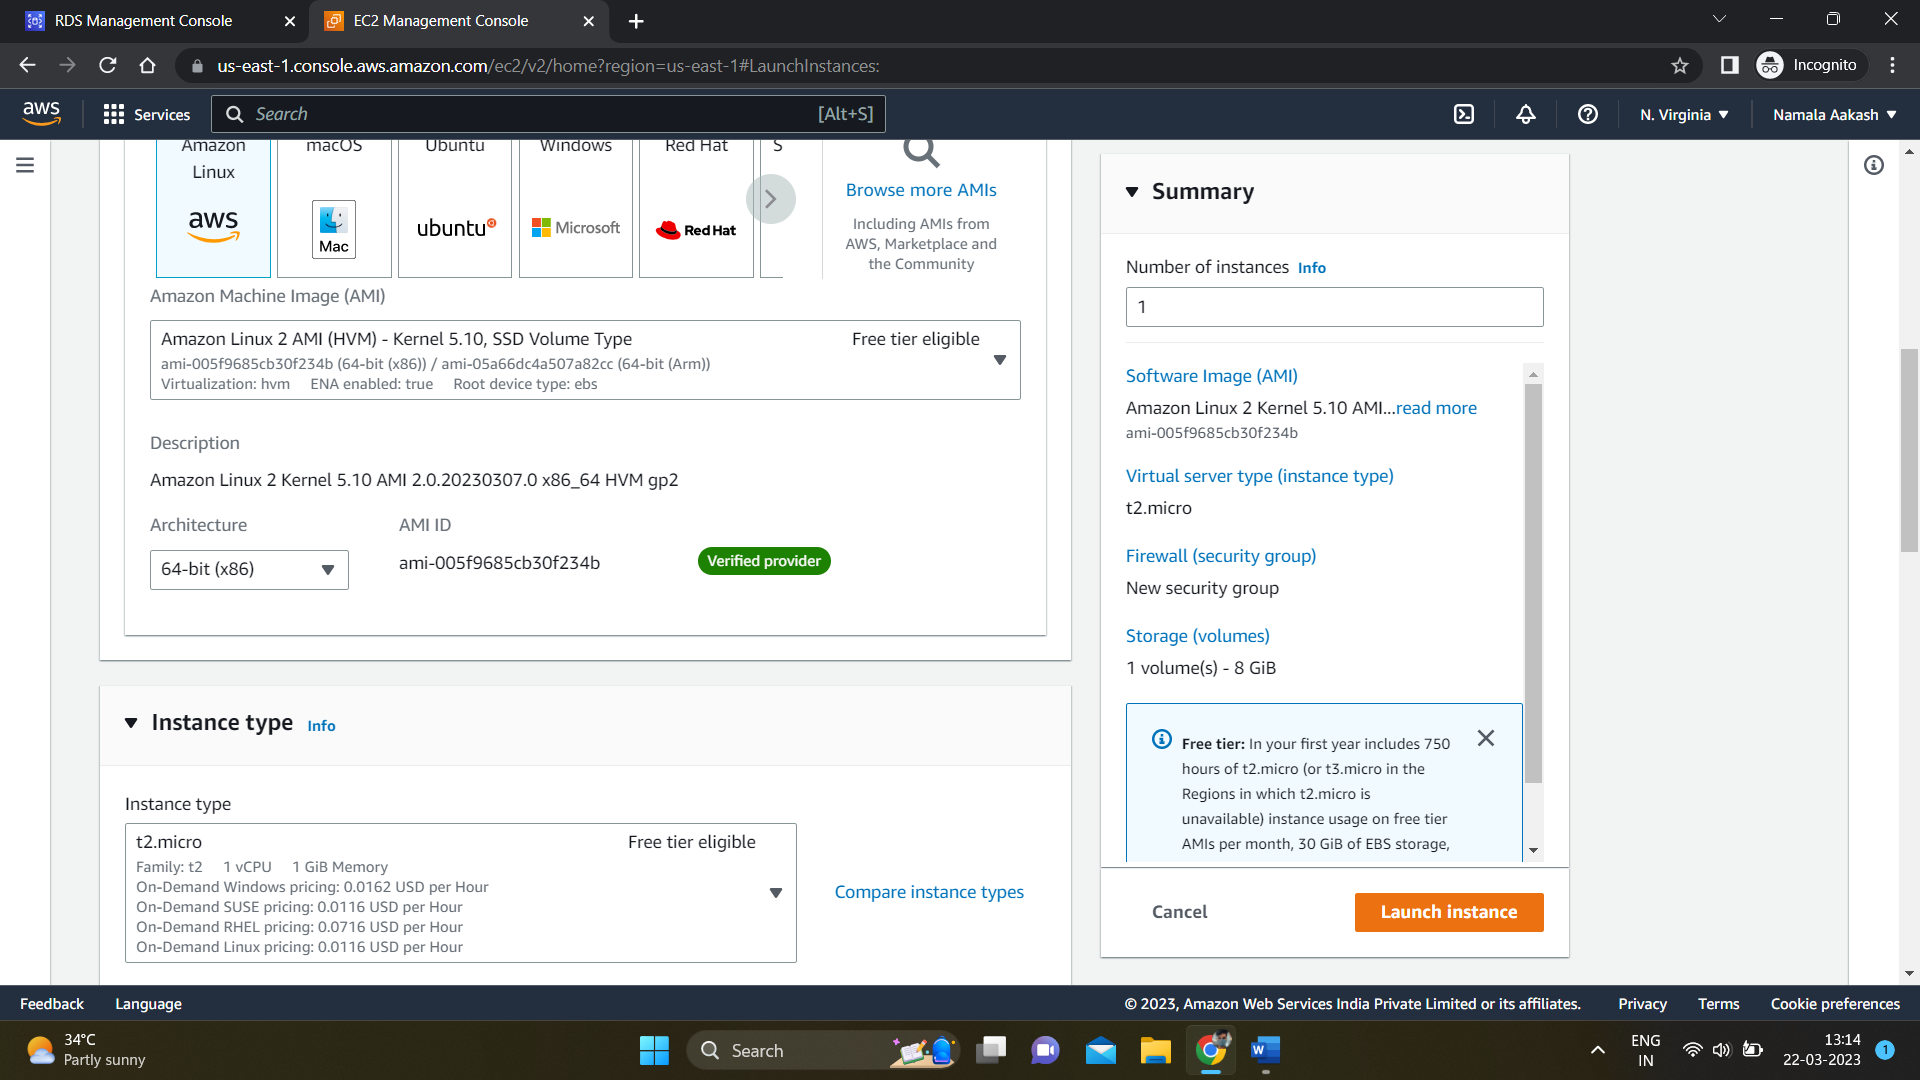 RDS Management Console
EC2 Management Console
us-east-1.console.aws.amazon.com/ec2/v2/home?region=us-east-1#LaunchInstances:
Incognito
aws
Services
Search
[Alt+S]
N. Virginia
Namala Aakash
Amazon
Linux
aws
macOS
Mac
Ubuntu
ubuntu
Windows
Microsoft
Red Hat
Red Hat
S
Browse more AMIs
Including AMIs from
AWS, Marketplace and
the Community
Amazon Machine Image (AMI)
Amazon Linux 2 AMI (HVM) - Kernel 5.10, SSD Volume Type
Free tier eligible
ami-005f9685cb30f234b (64-bit (x86)) / ami-05a66dc4a507a82cc (64-bit (Arm))
Virtualization: hvm ENA enabled: true Root device type: ebs
Description
Amazon Linux 2 Kernel 5.10 AMI 2.0.20230307.0 x86_64 HVM gp2
Architecture
AMI ID
64-bit (x86)
ami-005f9685cb30f234b
Verified provider
Instance type Info
Instance type
t2.micro
Free tier eligible
Family: t2 1 vCPU 1 GiB Memory
On-Demand Windows pricing: 0.0162 USD per Hour
On-Demand SUSE pricing: 0.0116 USD per Hour
On-Demand RHEL pricing: 0.0716 USD per Hour
On-Demand Linux pricing: 0.0116 USD per Hour
Compare instance types
Summary
Number of instances Info
1
Software Image (AMI)
Amazon Linux 2 Kernel 5.10 AMI...read more
ami-005f9685cb30f234b
Virtual server type (instance type)
t2.micro
Firewall (security group)
New security group
Storage (volumes)
1 volume(s) - 8 GiB
Free tier: In your first year includes 750
hours of t2.micro (or t3.micro in the
Regions in which t2.micro is
unavailable) instance usage on free tier
AMIs per month, 30 GiB of EBS storage,
Cancel
Launch instance
Feedback
Language
© 2023, Amazon Web Services India Private Limited or its affiliates.
Privacy
Terms
Cookie preferences
34°C
Partly sunny
Search
W
ENG
IN
13:14
22-03-2023
1